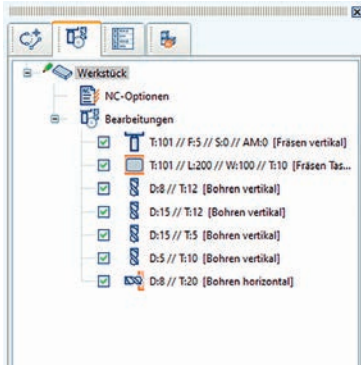 Werkstück
NC-Optionen
Bearbeitungen
T:101 // F:5 // S:0 // AM:0 [Fräsen vertikal]
T:101 // L:200 // W:100 // T:10 [Fräsen Tas...
D:8 // T:12 [Bohren vertikal]
D:15 // T:12 [Bohren vertikal]
D:15 // T:5 [Bohren vertikal]
D:5 // T:10 [Bohren vertikal]
D:8 // T:20 [Bohren horizontal]